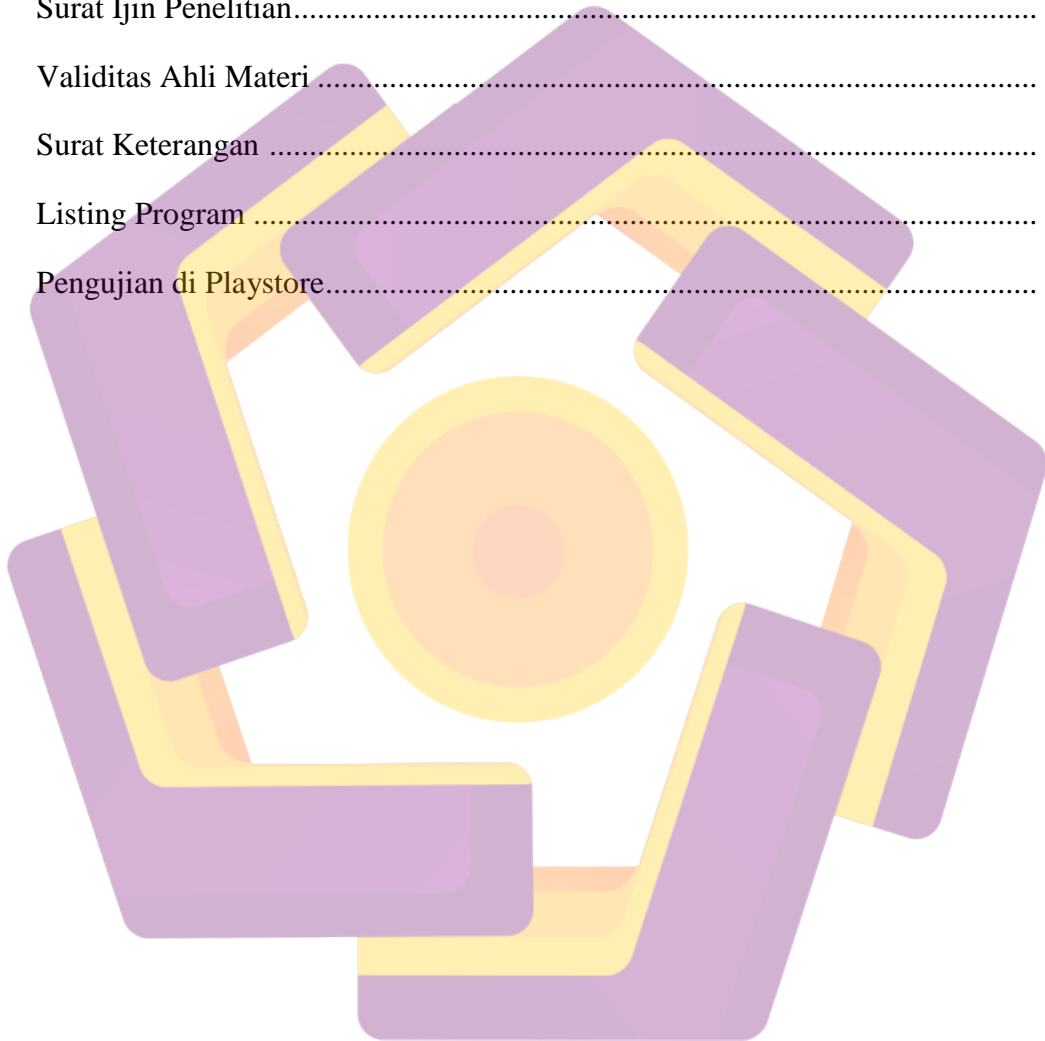 Surat Ijin Penelitian..........................................................................................
Validitas Ahli Materi .......................................................................................
Surat Keterangan .............................................................................................
Listing Program ...............................................................................................
Pengujian di Playstore......................................................................................